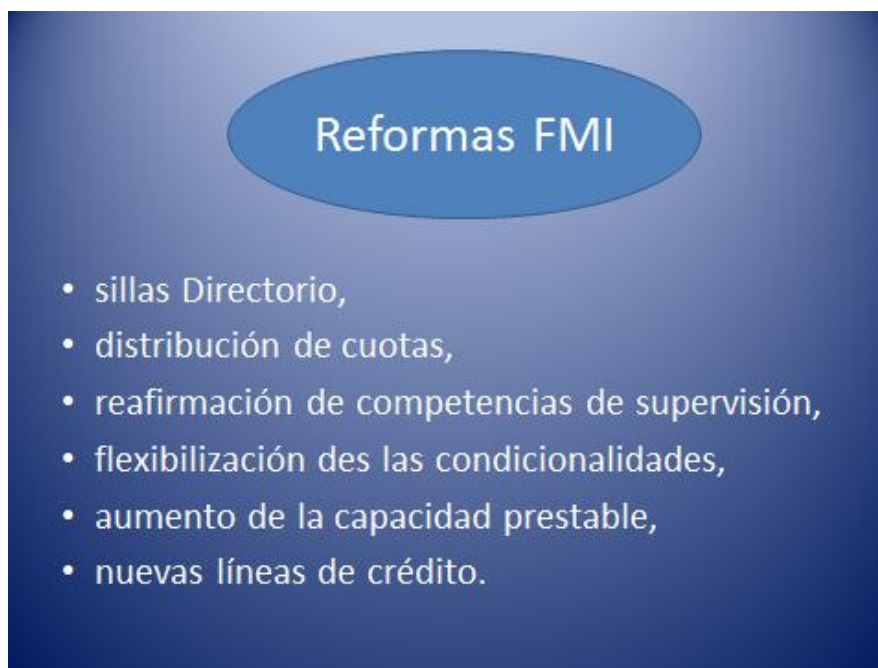 Reformas FMI
• sillas Directorio,
• distribución de cuotas,
• reafirmación de competencias de supervisión,
• flexibilización des las condicionalidades,
• aumento de la capacidad prestable,
• nuevas líneas de crédito.